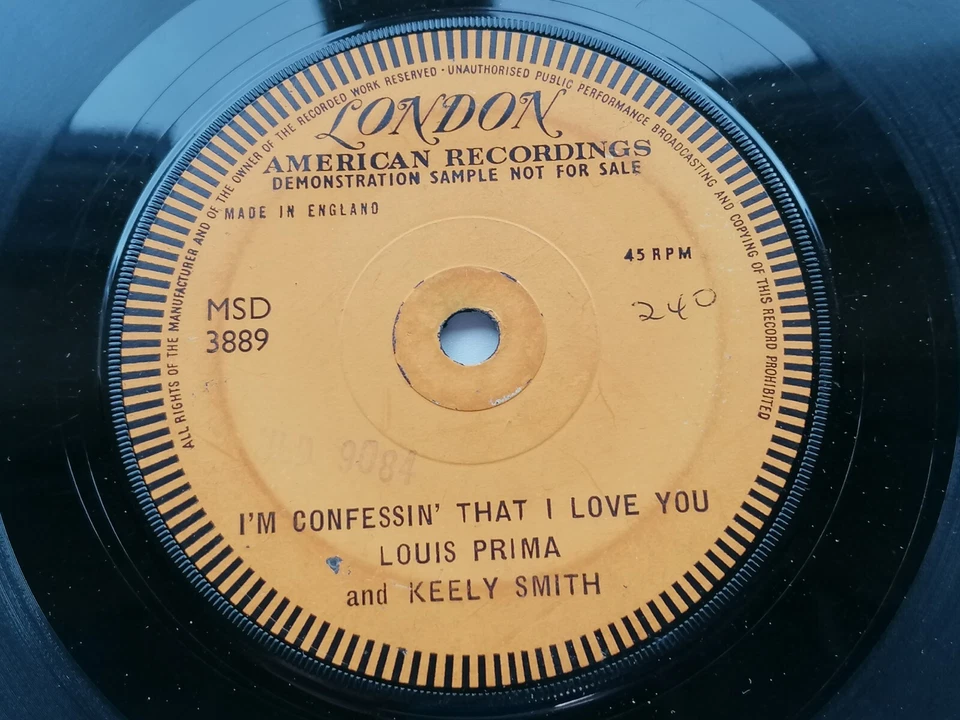 ALL RIGHTS OF THE MANUFACTURER AND OF THE OWNER OF THE RECORDED WORK RESERVED · UNAUTHORISED PUBLIC PERFORMANCE BROADCASTING AND COPYING OF THIS RECORD PROHIBITED
LONDON
AMERICAN RECORDINGS
DEMONSTRATION SAMPLE NOT FOR SALE
MADE IN ENGLAND
45 RPM
MSD
3889
240
I'M CONFESSIN' THAT I LOVE YOU
LOUIS PRIMA
and KEELY SMITH